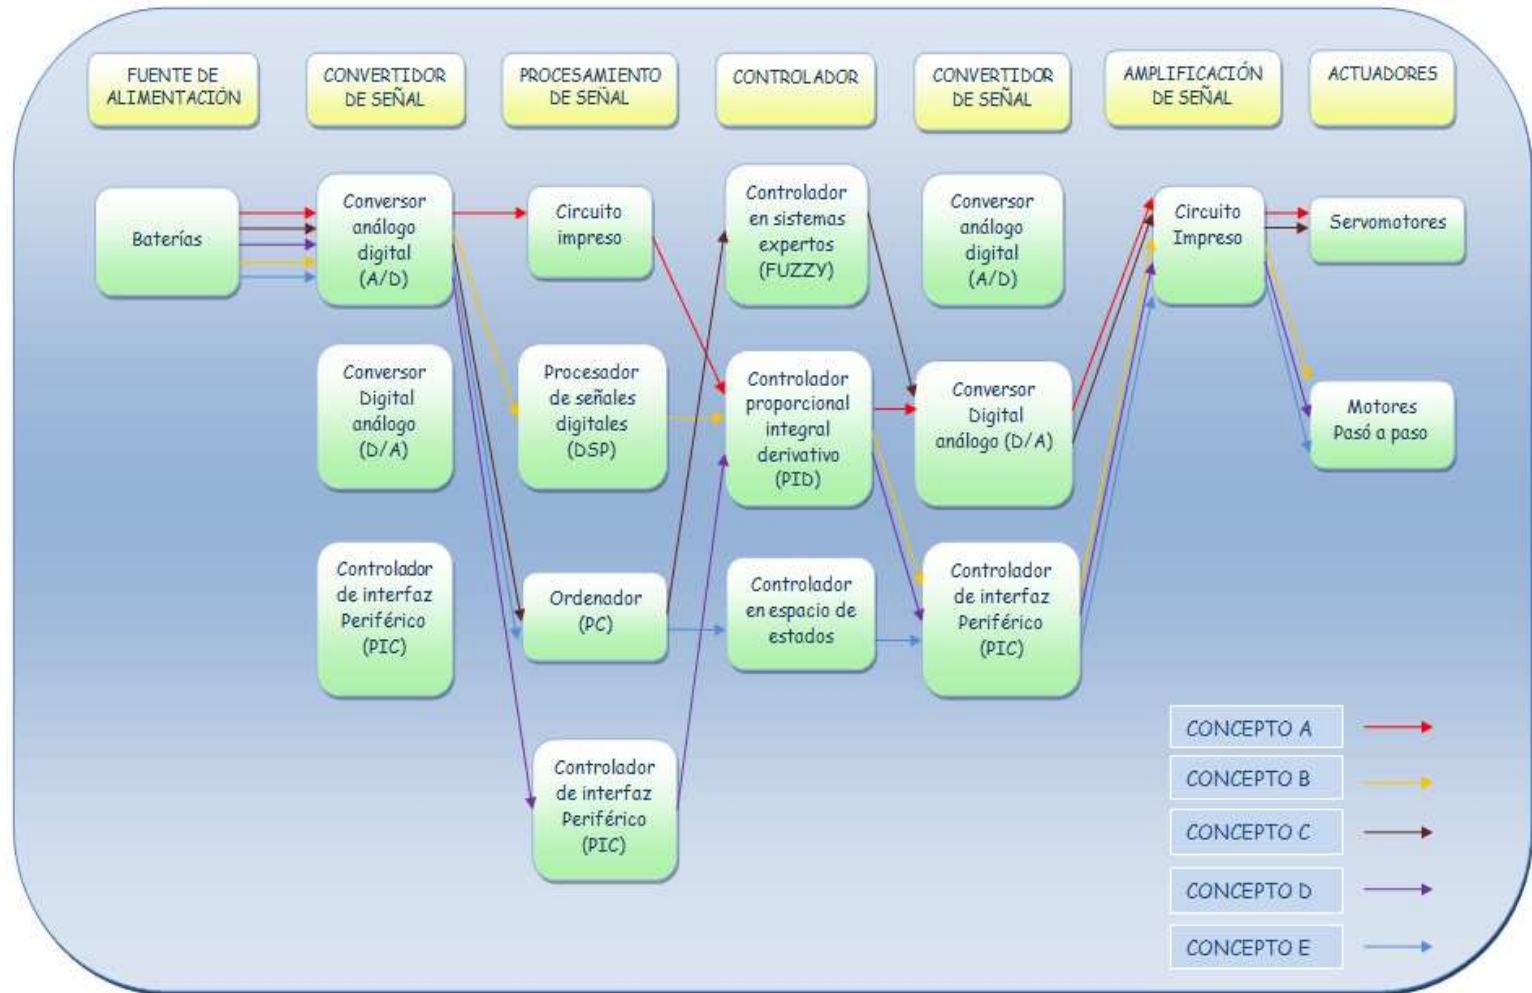 FUENTE DE
ALIMENTACIÓN
CONVERTIDOR
DE SEÑAL
PROCESAMIENTO
DE SEÑAL
CONTROLADOR
CONVERTIDOR
DE SEÑAL
AMPLIFICACIÓN
DE SEÑAL
ACTUADORES
Baterías
Conversor
análogo
digital
(A/D)
Conversor
Digital
análogo
(D/A)
Controlador
de interfaz
Periférico
(PIC)
Circuito
impreso
Procesador
de señales
digitales
(DSP)
Ordenador
(PC)
Controlador
de interfaz
Periférico
(PIC)
Controlador
en sistemas
expertos
(FUZZY)
Controlador
proporcional
integral
derivativo
(PID)
Controlador
en espacio de
estados
Conversor
análogo
digital
(A/D)
Conversor
Digital
análogo (D/A)
Controlador
de interfaz
Periférico
(PIC)
Circuito
Impreso
Servomotores
Motores
Pasó a paso
CONCEPTO A
CONCEPTO B
CONCEPTO C
CONCEPTO D
CONCEPTO E